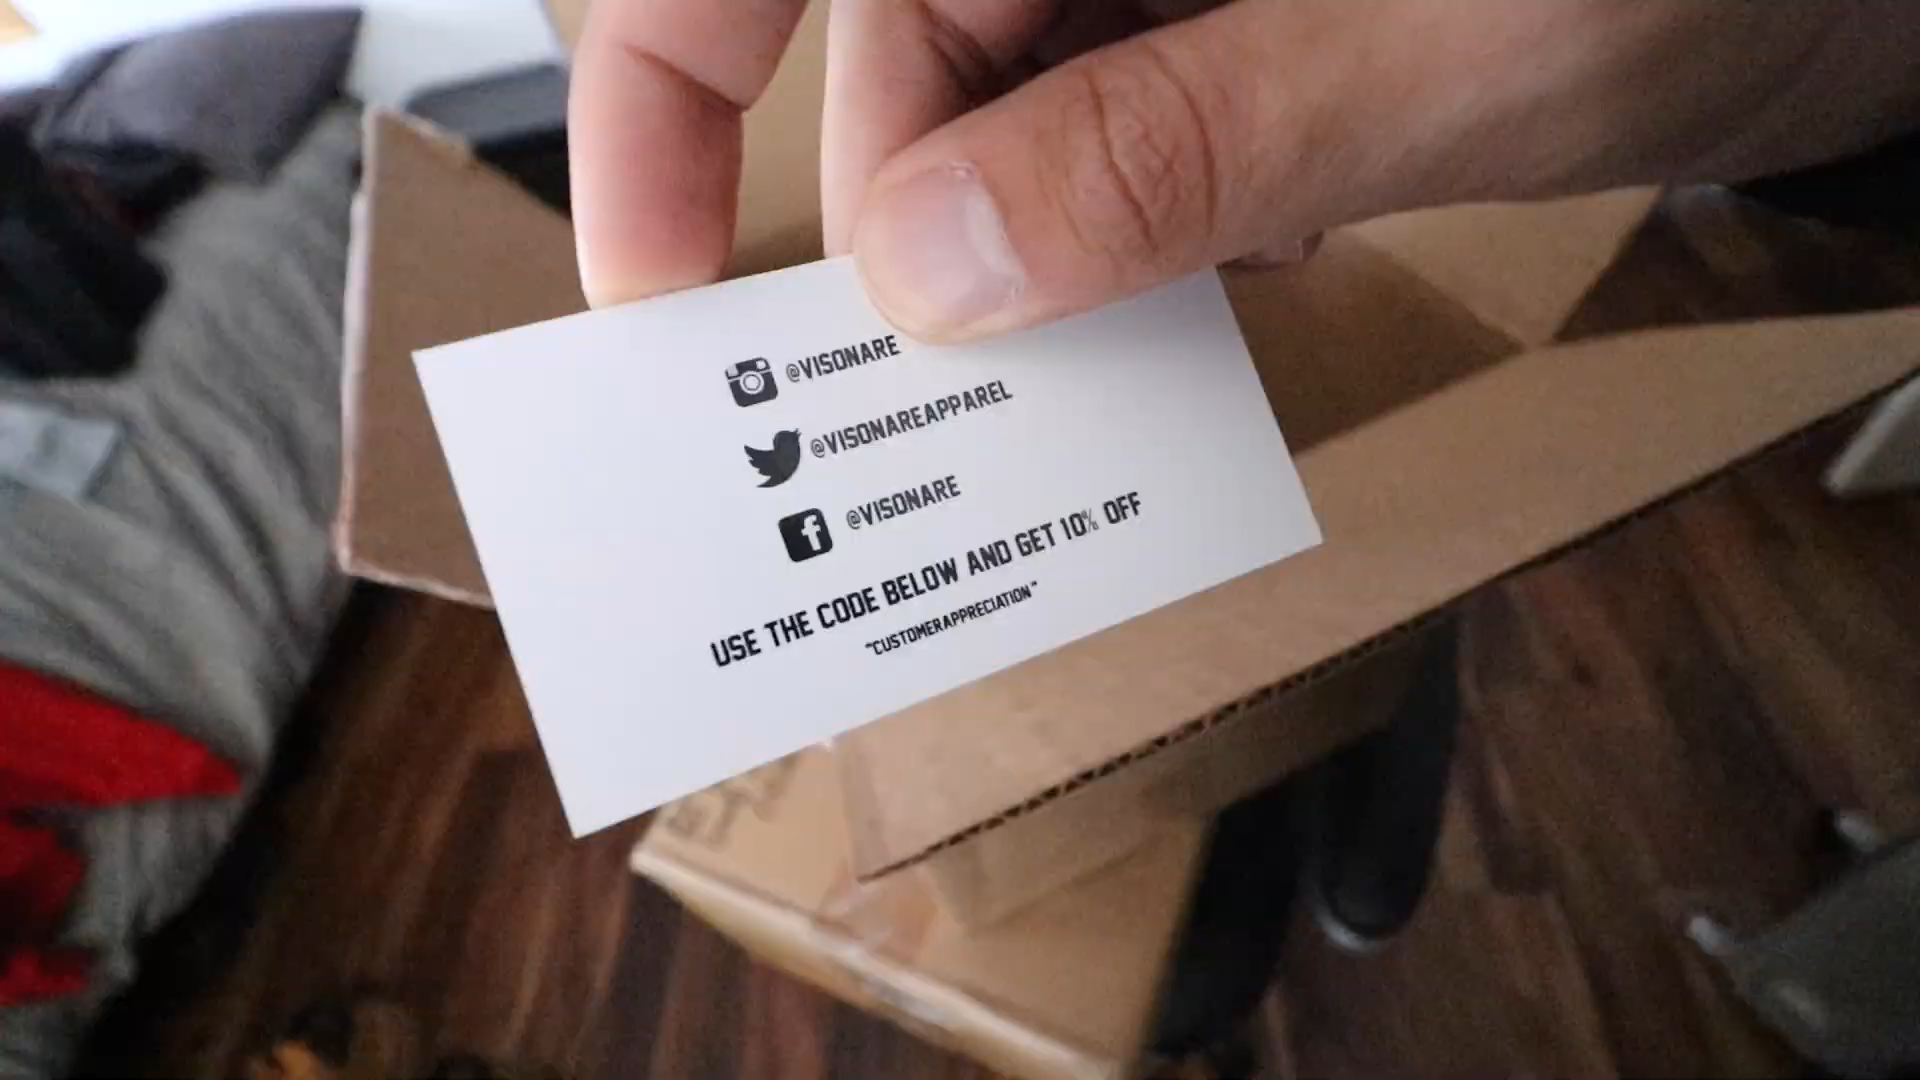 @VISONARE
@VISONAREAPPAREL
@VISONARE
USE THE CODE BELOW AND GET 10% OFF
"CUSTOMERAPPRECIATION"